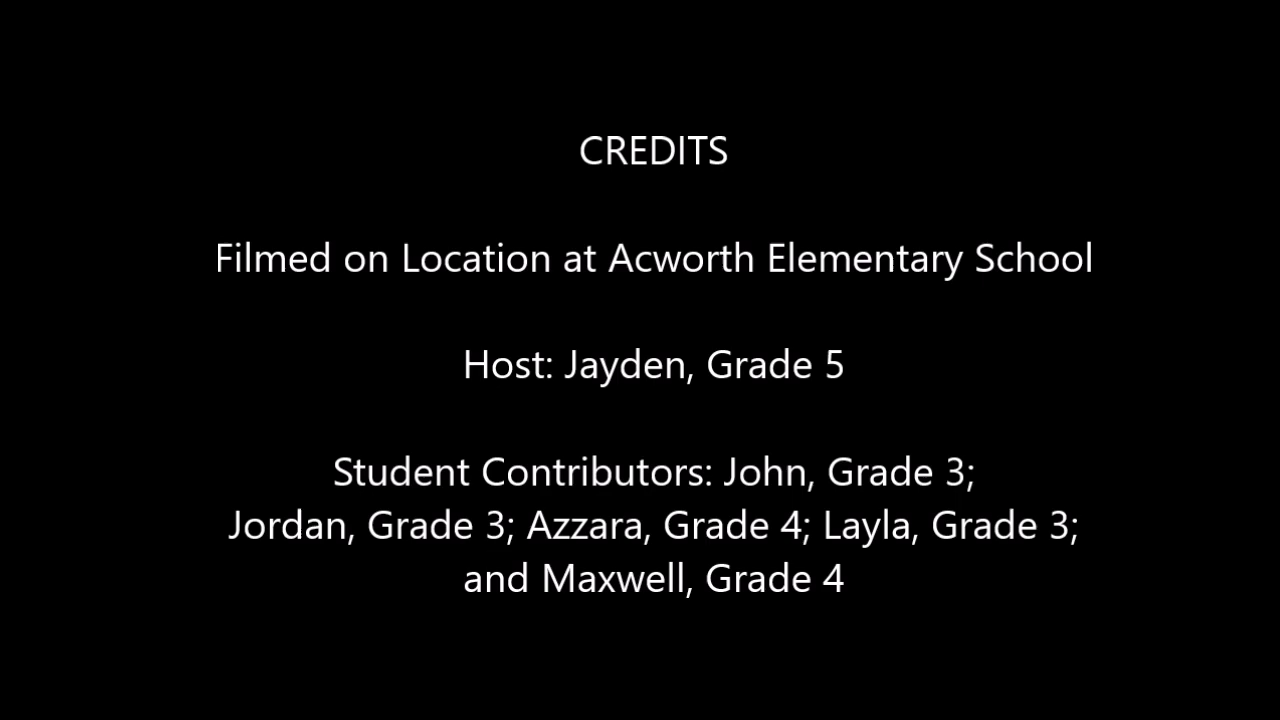 CREDITS
Filmed on Location at Acworth Elementary School
Host: Jayden, Grade 5
Student Contributors: John, Grade 3;
Jordan, Grade 3; Azzara, Grade 4; Layla, Grade 3;
and Maxwell, Grade 4